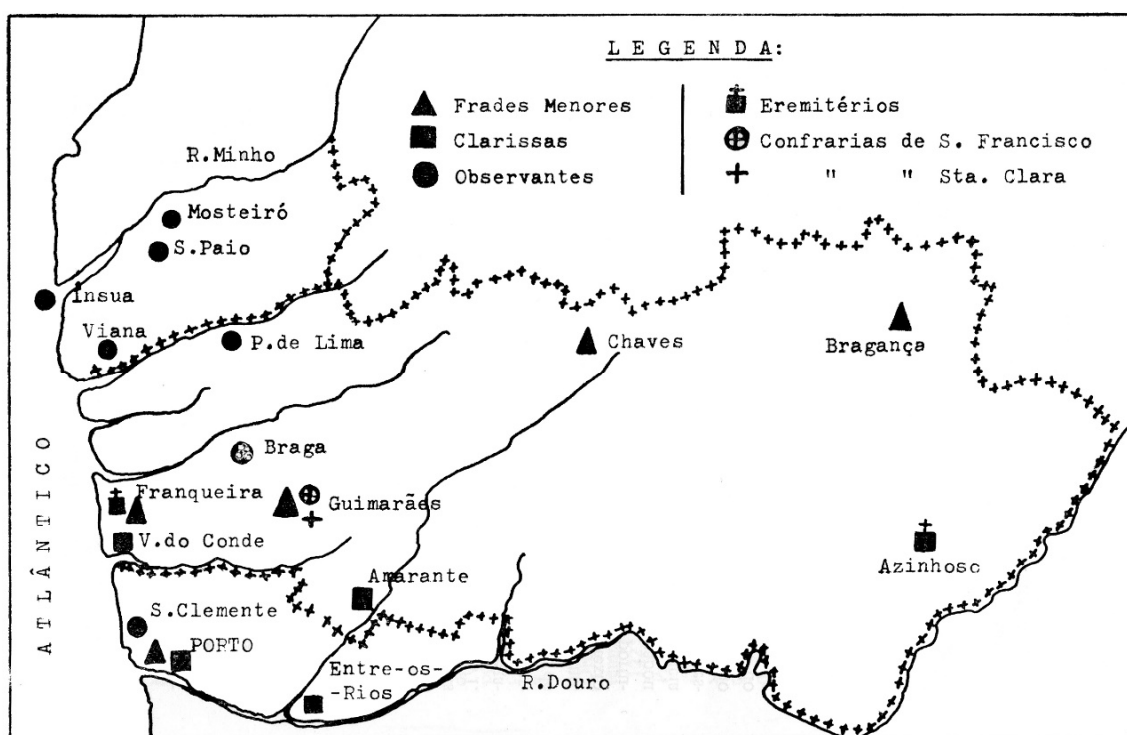 L E G E N D A:
Frades Menores
Clarissas
Observantes
Eremitérios
Confrarias de S. Francisco
" " Sta. Clara
R.Minho
Mosteiró
S.Paio
Insua
Viana
P.de Lima
Chaves
Bragança
Braga
Franqueira
Guimarães
V.do Conde
Azinhoso
Amarante
S.Clemente
PORTO
Entre-os-
-Rios
R.Douro
ATLÂNTICO